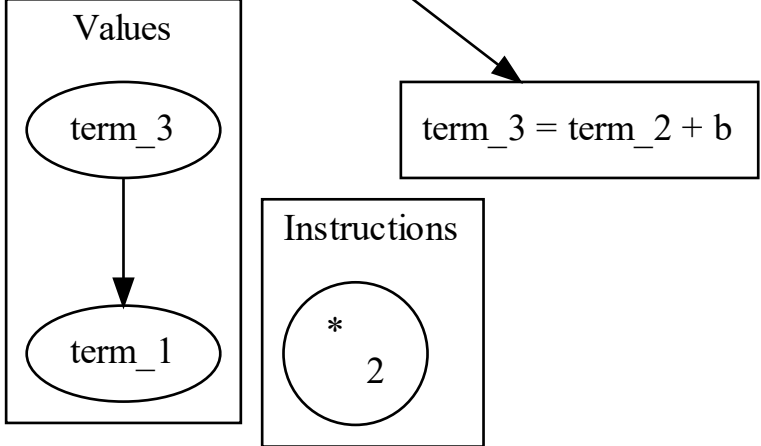 Values
term_3
term_3 = term_2 + b
Instructions
*
2
term_1